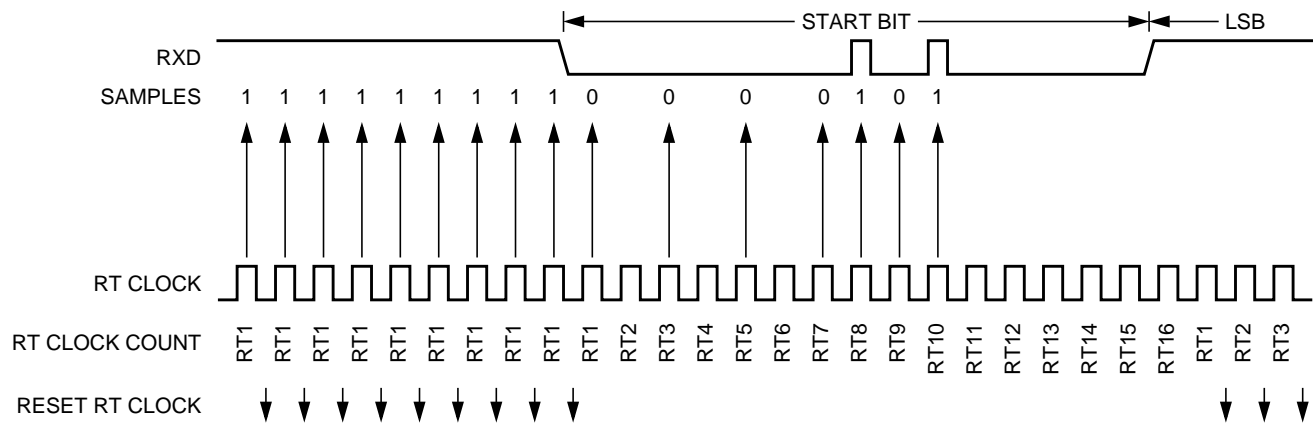 START BIT LSB
RXD
SAMPLES 1 1 1 1 1 1 1 1 1 0 0 0 0 1 0 1
RT CLOCK
RT CLOCK COUNT RT1 RT1 RT1 RT1 RT1 RT1 RT1 RT1 RT1 RT1 RT2 RT3 RT4 RT5 RT6 RT7 RT8 RT9 RT10 RT11 RT12 RT13 RT14 RT15 RT16 RT1 RT2 RT3
RESET RT CLOCK